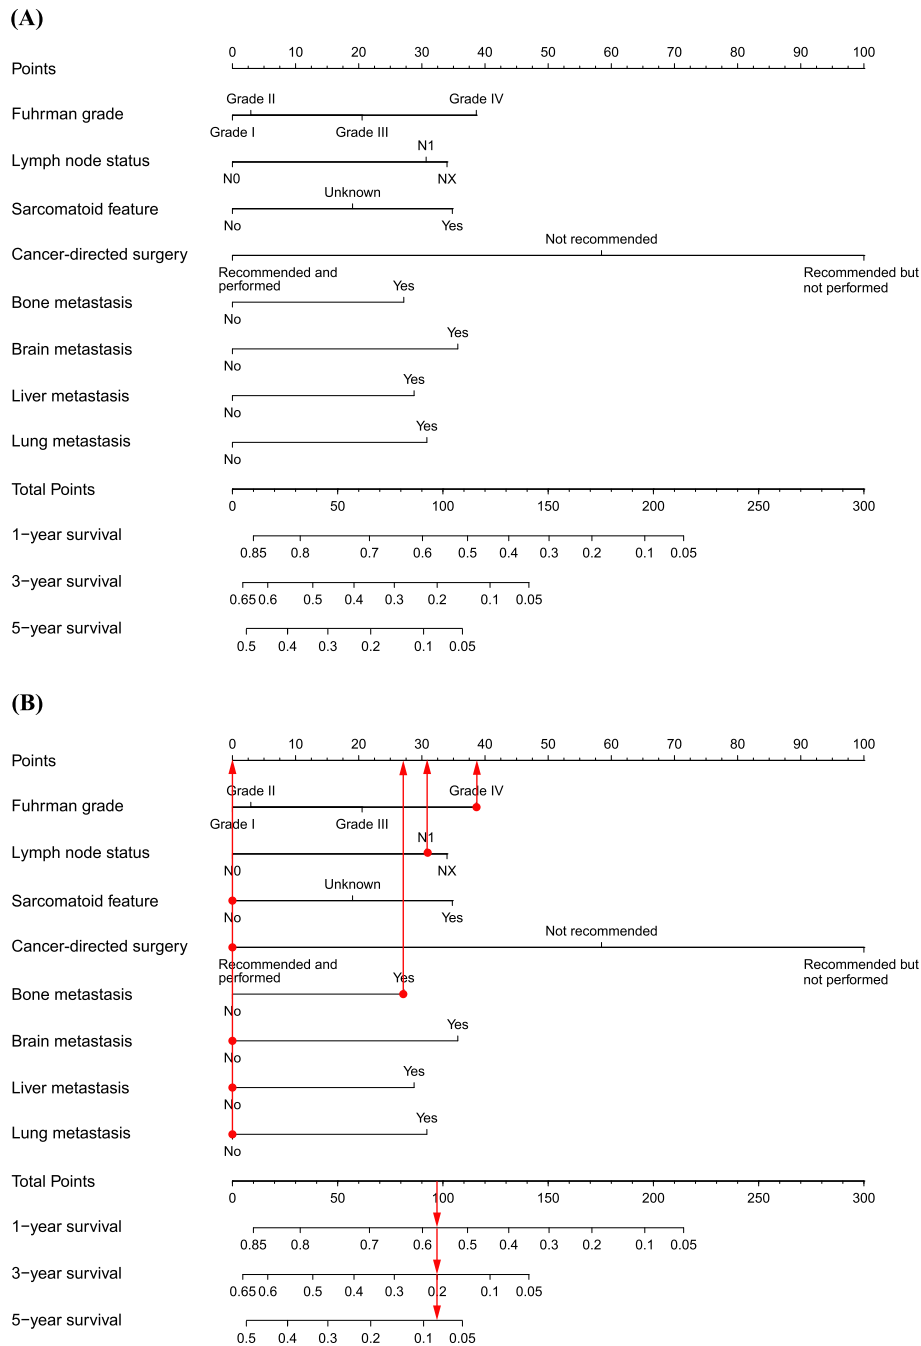 (A)
0 10 20 30 40 50 60 70 80 90 100
Points
Grade II Grade IV
Fuhrman grade
Grade I Grade III
N1
Lymph node status
N0 NX
Unknown
Sarcomatoid feature
No Yes
Not recommended
Cancer-directed surgery
Recommended and performed Recommended but not performed
Yes
Bone metastasis
No
Yes
Brain metastasis
No
Yes
Liver metastasis
No
Yes
Lung metastasis
No
Total Points
0 50 100 150 200 250 300
1−year survival
0.85 0.8 0.7 0.6 0.5 0.4 0.3 0.2 0.1 0.05
3−year survival
0.65 0.6 0.5 0.4 0.3 0.2 0.1 0.05
5−year survival
0.5 0.4 0.3 0.2 0.1 0.05
(B)
0 10 20 30 40 50 60 70 80 90 100
Points
Grade II Grade IV
Fuhrman grade
Grade I Grade III
N1
Lymph node status
N0 NX
Unknown
Sarcomatoid feature
No Yes
Not recommended
Cancer-directed surgery
Recommended and performed Recommended but not performed
Yes
Bone metastasis
No
Yes
Brain metastasis
No
Yes
Liver metastasis
No
Yes
Lung metastasis
No
Total Points
0 50 100 150 200 250 300
1−year survival
0.85 0.8 0.7 0.6 0.5 0.4 0.3 0.2 0.1 0.05
3−year survival
0.65 0.6 0.5 0.4 0.3 0.2 0.1 0.05
5−year survival
0.5 0.4 0.3 0.2 0.1 0.05